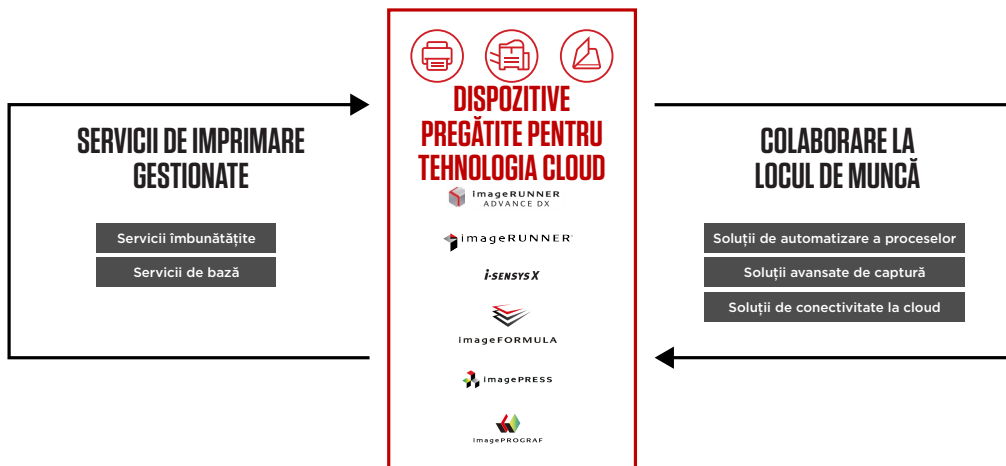 SERVICII DE IMPRIMARE
GESTIONATE
Servicii îmbunătățite
Servicii de bază
DISPOZITIVE
PREGĂTITE PENTRU
TEHNOLOGIA CLOUD
imageRUNNER
ADVANCE DX
imageRUNNER
i-SENSYS X
imageFORMULA
imagePRESS
imagePROGRAF
COLABORARE LA
LOCUL DE MUNCĂ
Soluții de automatizare a proceselor
Soluții avansate de captură
Soluții de conectivitate la cloud